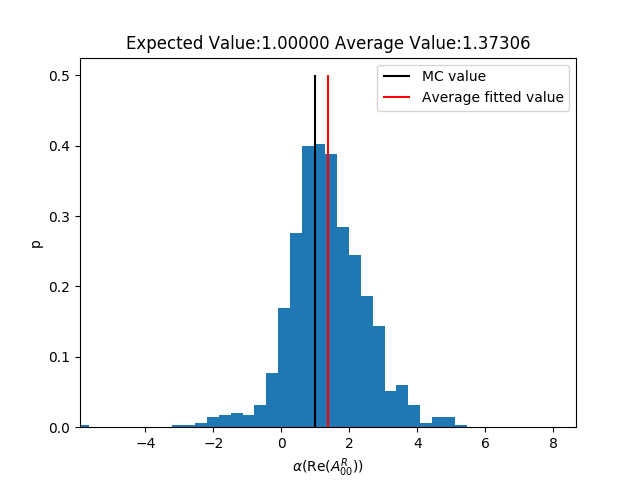 Expected Value:1.00000 Average Value:1.37306
MC value
Average fitted value
0.5
0.4
0.3
0.2
0.1
0.0
p
−4 −2 0 2 4 6 8
α(Re(A^R_00))